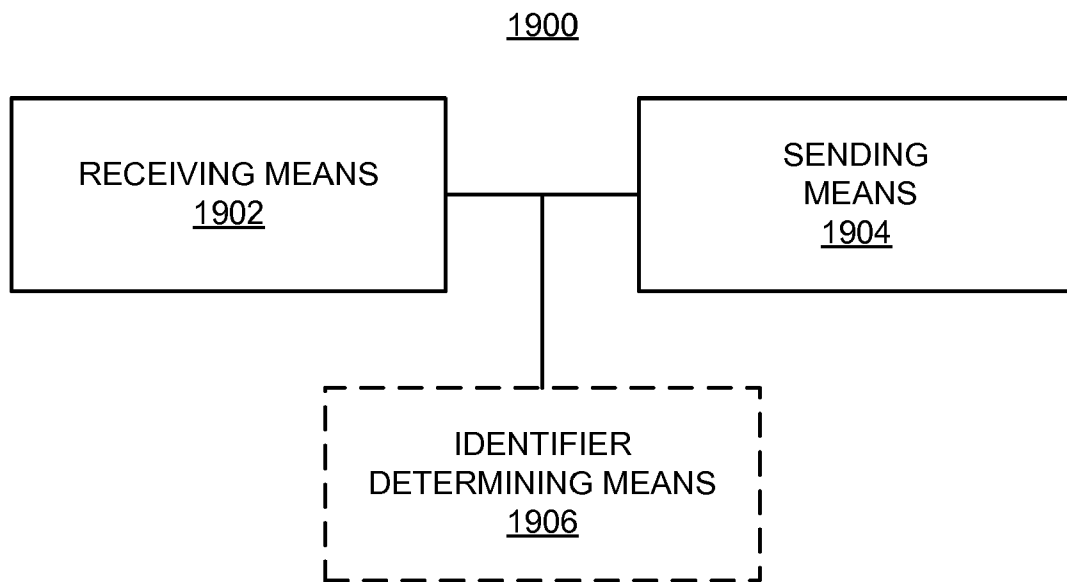 1900
RECEIVING MEANS
1902
SENDING
MEANS
1904
IDENTIFIER
DETERMINING MEANS
1906